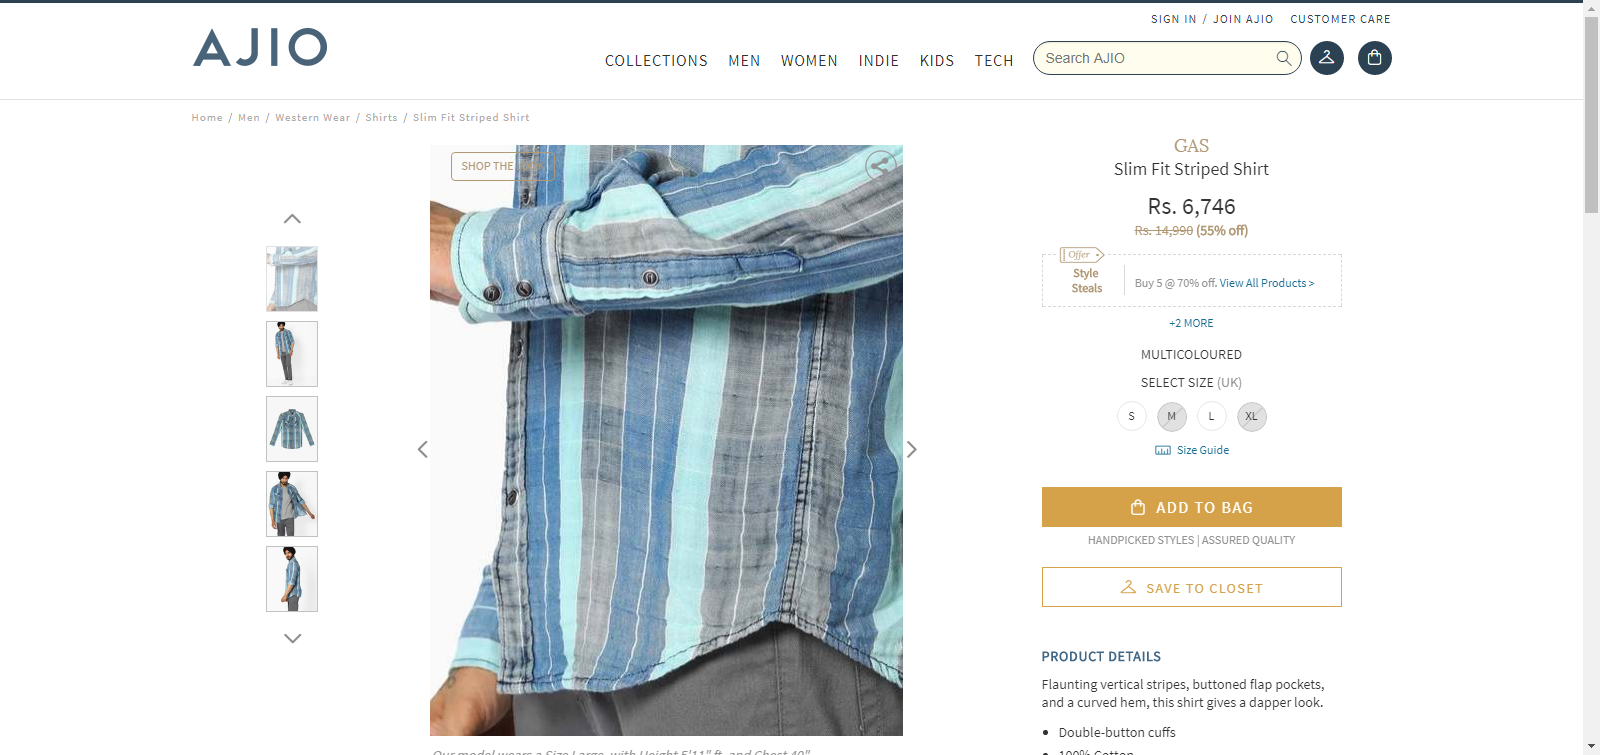 SIGN IN / JOIN AJIO CUSTOMER CARE
AJIO
COLLECTIONS MEN WOMEN INDIE KIDS TECH
Search AJIO
Home / Men / Western Wear / Shirts / Slim Fit Striped Shirt
SHOP THE
GAS
Slim Fit Striped Shirt
Rs. 6,746
Rs. 14,990 (55% off)
Offer
Style
Steals
Buy 5 @ 70% off. View All Products >
+2 MORE
MULTICOLOURED
SELECT SIZE (UK)
S M L XL
Size Guide
ADD TO BAG
HANDPICKED STYLES | ASSURED QUALITY
SAVE TO CLOSET
PRODUCT DETAILS
Flaunting vertical stripes, buttoned flap pockets,
and a curved hem, this shirt gives a dapper look.
Double-button cuffs
100% Cotton
Our model wears a Size Large, with Height 5'11" ft. and Chest 40"